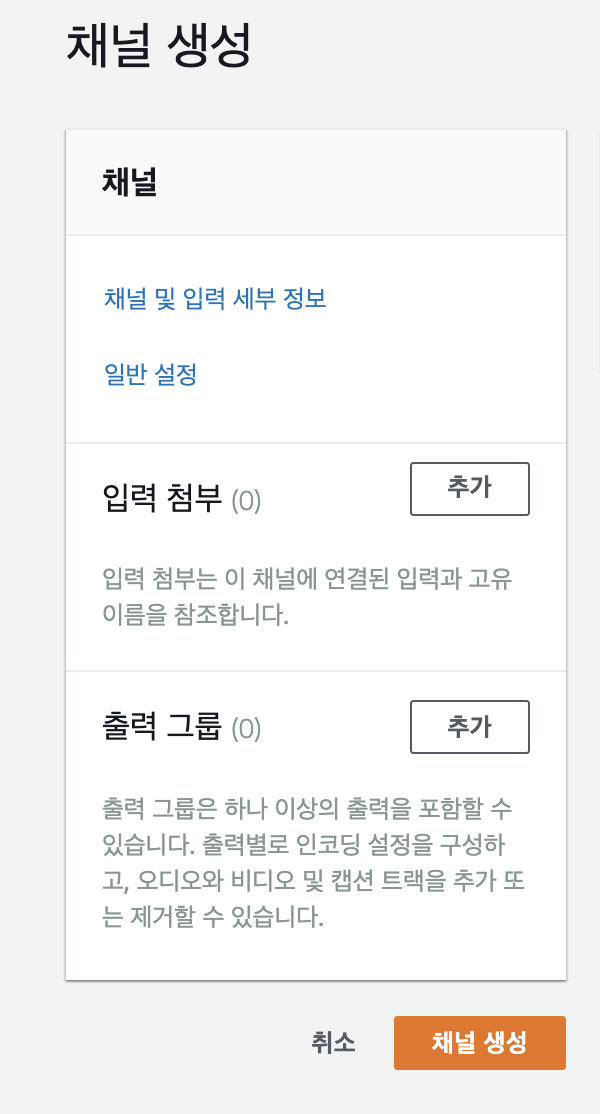 채널 생성
채널
채널 및 입력 세부 정보
일반 설정
입력 첨부 (0)
추가
입력 첨부는 이 채널에 연결된 입력과 고유
이름을 참조합니다.
출력 그룹 (0)
추가
출력 그룹은 하나 이상의 출력을 포함할 수
있습니다. 출력별로 인코딩 설정을 구성하
고, 오디오와 비디오 및 캡션 트랙을 추가 또
는 제거할 수 있습니다.
취소
채널 생성